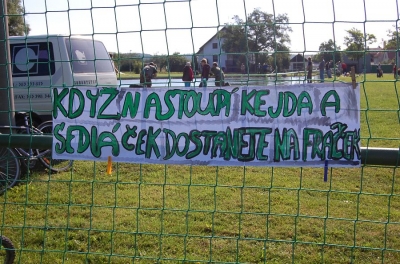 KDYŽ NASTOUPÍ KEJDA A
SEDLÁČEK DOSTANETE NA FRÁČEK